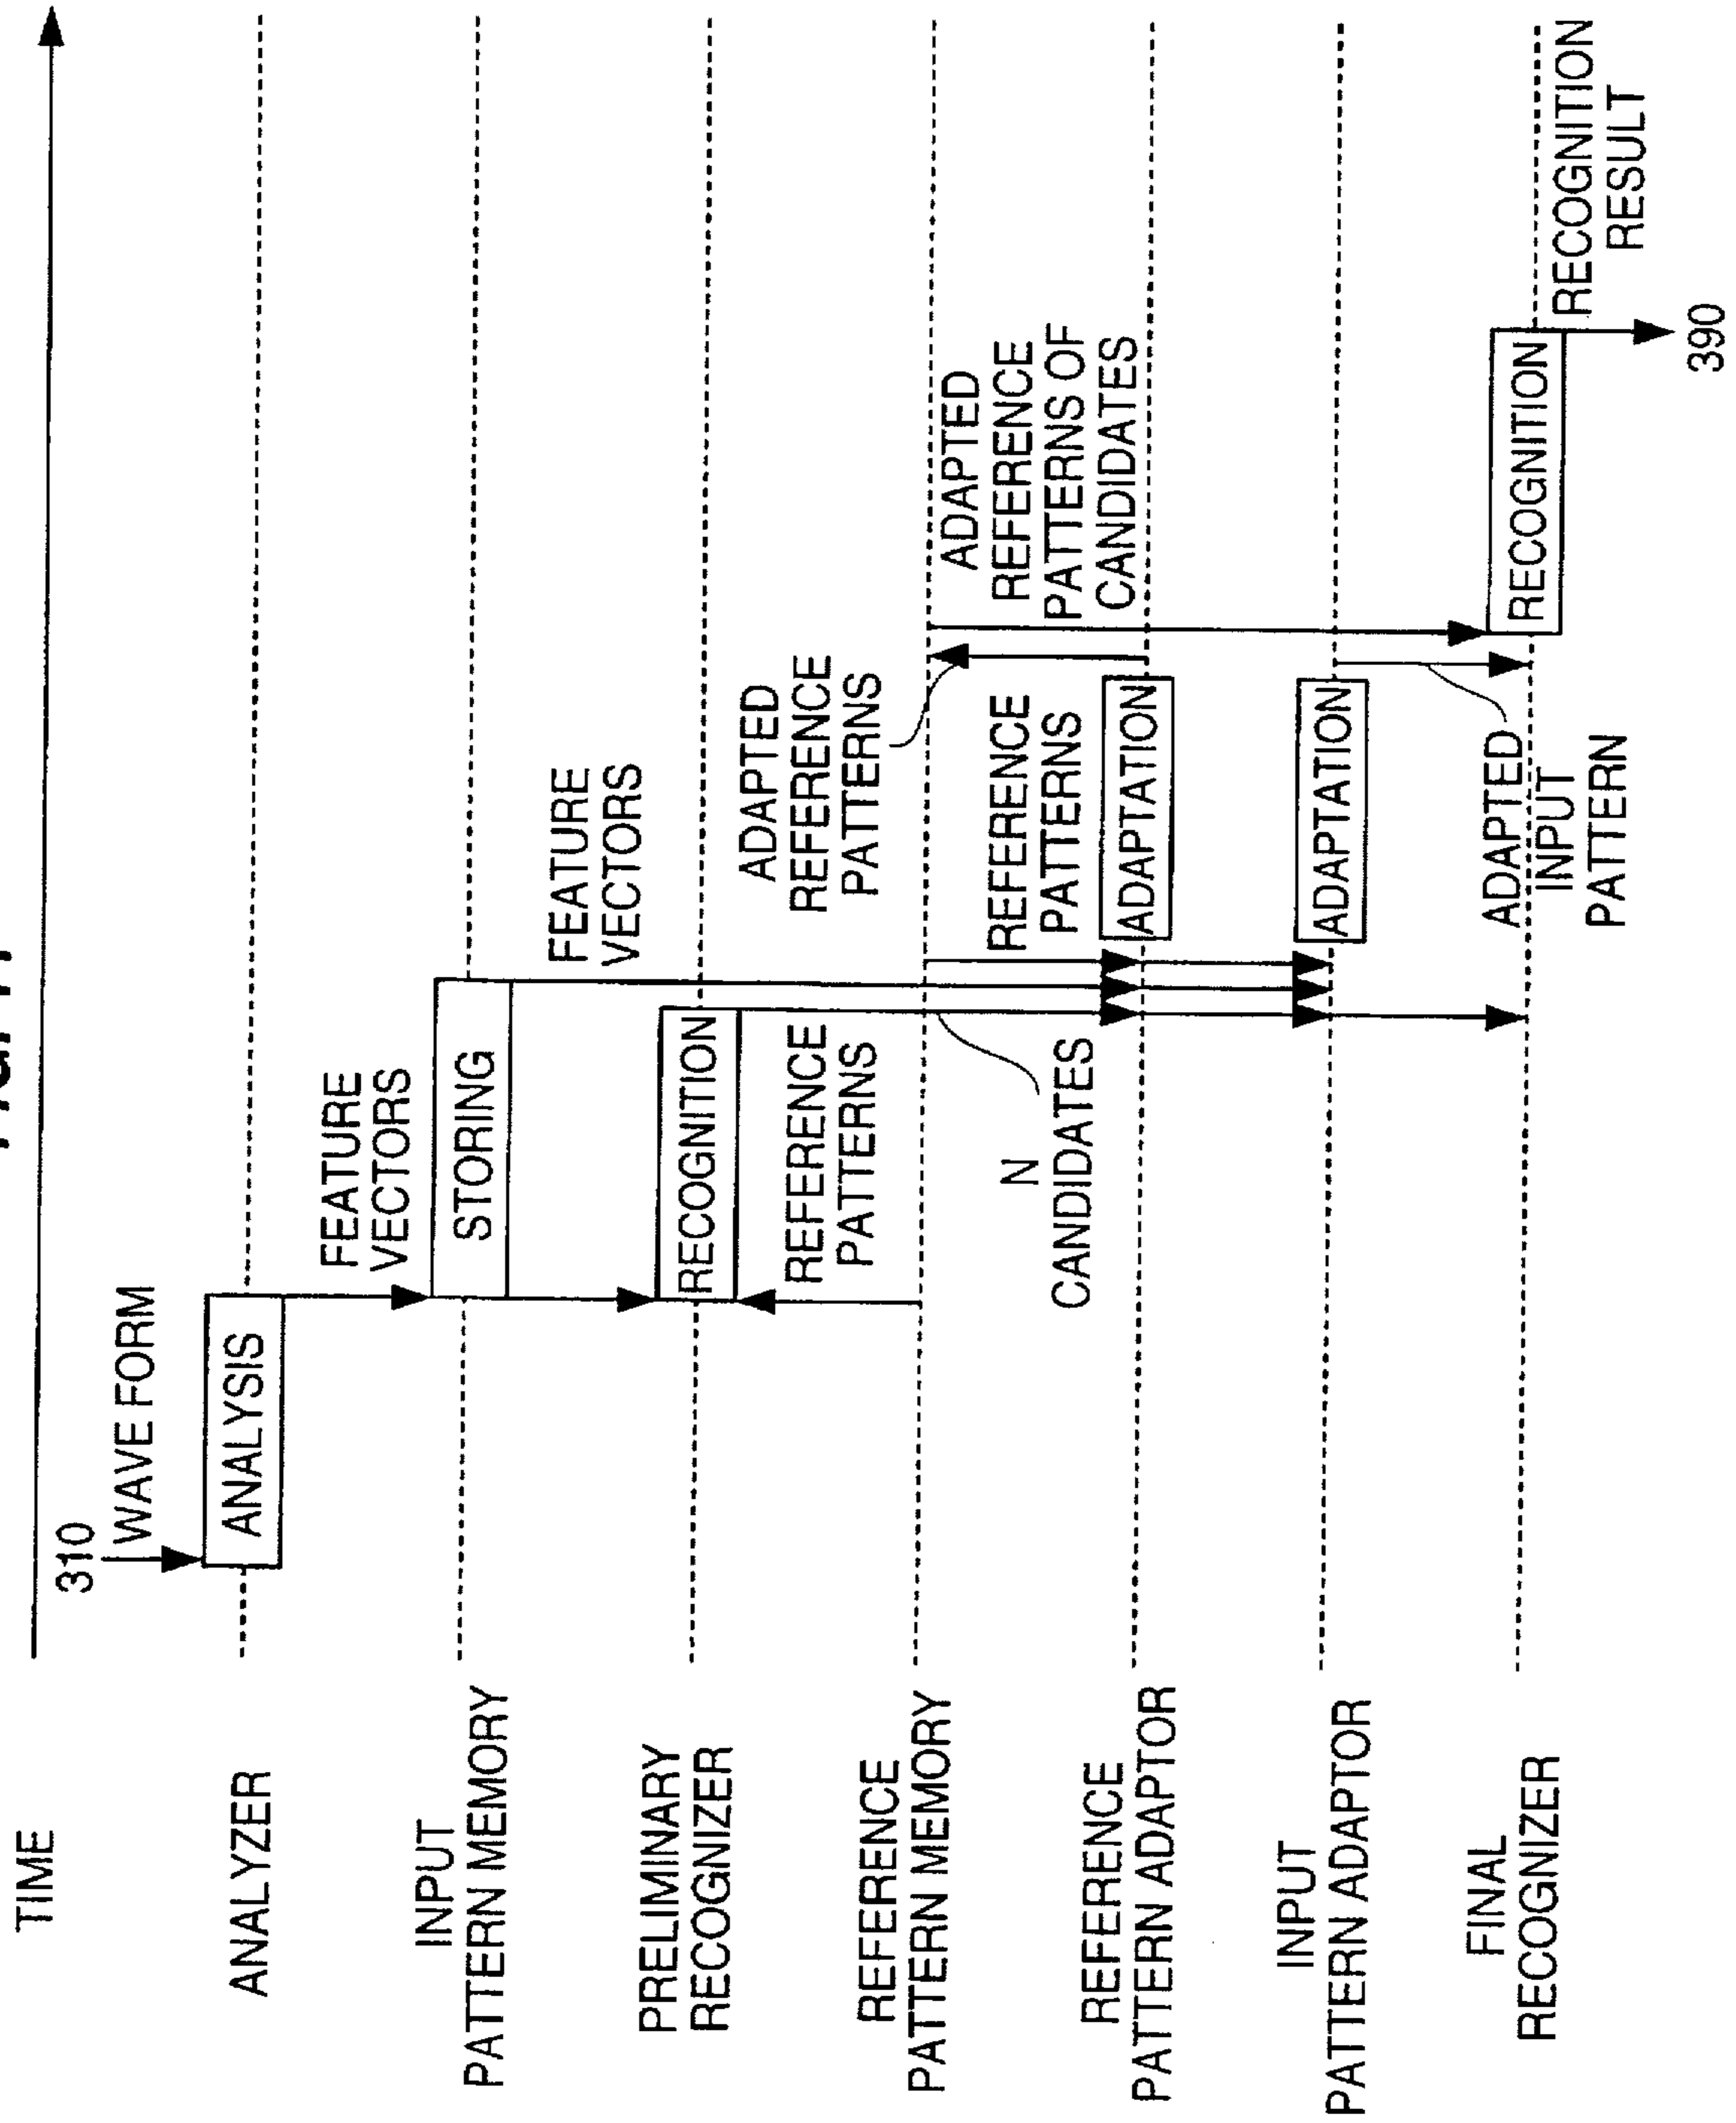 TIME
310
WAVE FORM
ANALYZER
ANALYSIS
FEATURE
VECTORS
INPUT
PATTERN MEMORY
STORING
FEATURE
VECTORS
PRELIMINARY
RECOGNIZER
RECOGNITION
REFERENCE
PATTERNS
ADAPTED
REFERENCE
PATTERNS
REFERENCE
PATTERN MEMORY
N
CANDIDATES
REFERENCE
PATTERNS
ADAPTED
REFERENCE
PATTERNS OF
CANDIDATES
REFERENCE
PATTERN ADAPTOR
ADAPTATION
INPUT
PATTERN ADAPTOR
ADAPTATION
ADAPTED
INPUT
PATTERN
FINAL
RECOGNIZER
RECOGNITION
RECOGNITION
RESULT
390